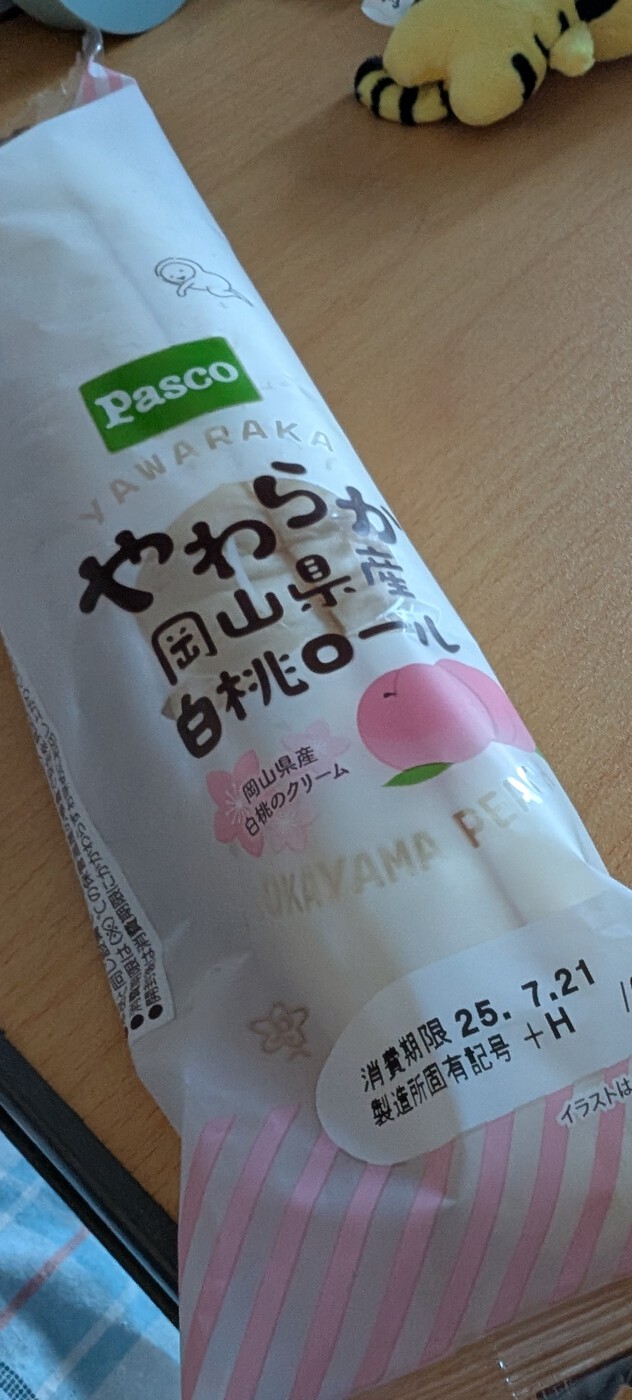 Pasco
YAWARAKA
やわらか
岡山県産
白桃ロール
岡山県産
白桃のクリーム
OKAYAMA
消費期限 25. 7.21
製造所固有記号 +H
イラストは